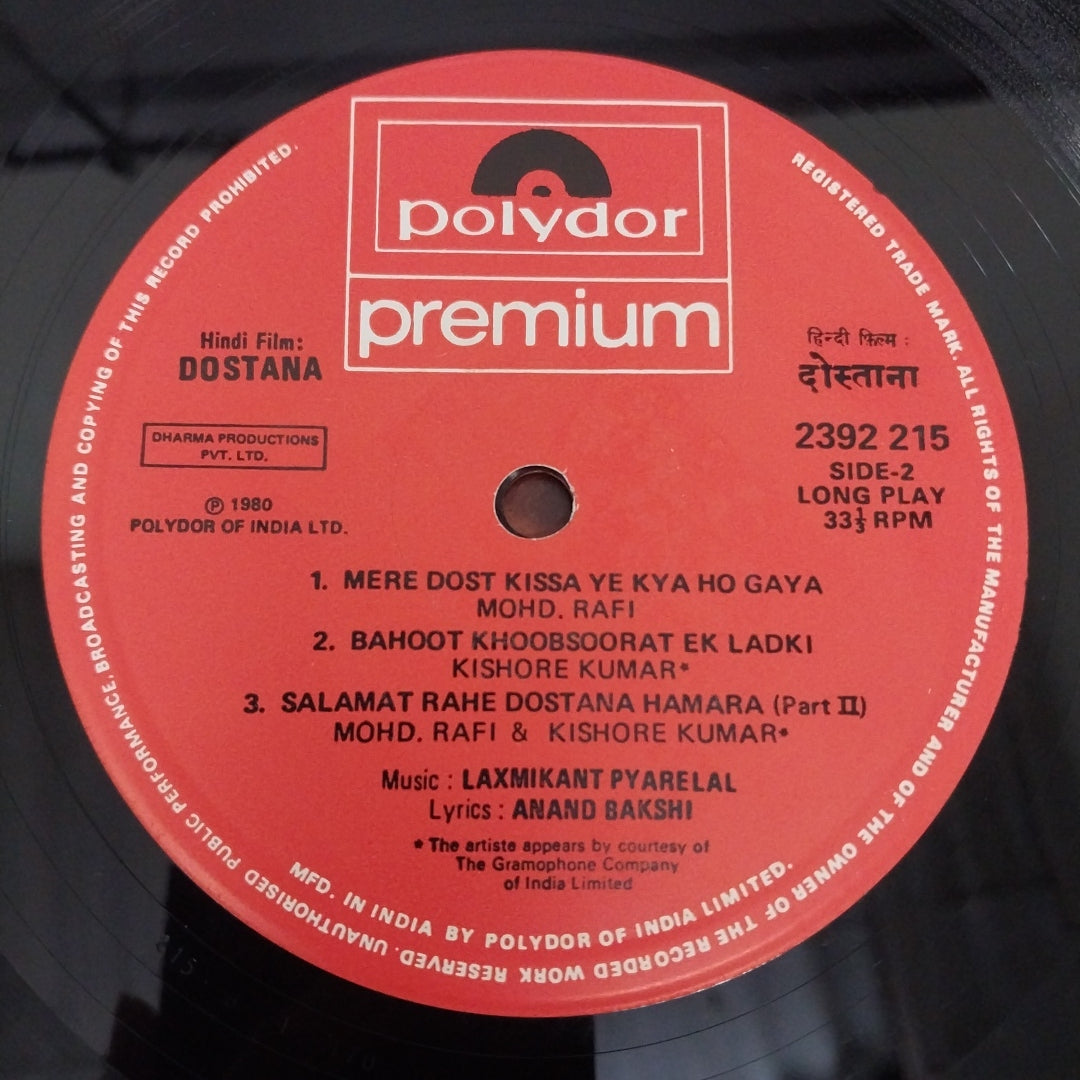 polydor
premium
Hindi Film:
DOSTANA
DHARMA PRODUCTIONS
PVT. LTD.
℗ 1980
POLYDOR OF INDIA LTD.
हिन्दी फ़िल्म :
दोस्ताना
2392 215
SIDE-2
LONG PLAY
33⅓ RPM
1. MERE DOST KISSA YE KYA HO GAYA
MOHD. RAFI
2. BAHOOT KHOOBSOORAT EK LADKI
KISHORE KUMAR*
3. SALAMAT RAHE DOSTANA HAMARA (Part II)
MOHD. RAFI & KISHORE KUMAR*
Music : LAXMIKANT PYARELAL
Lyrics : ANAND BAKSHI
* The artiste appears by courtesy of
The Gramophone Company
of India Limited
MFD. IN INDIA BY POLYDOR OF INDIA LIMITED.
REGISTERED TRADE MARK. ALL RIGHTS OF THE MANUFACTURER AND OF THE OWNER OF THE RECORDED WORK RESERVED. UNAUTHORISED PUBLIC PERFORMANCE, BROADCASTING AND COPYING OF THIS RECORD PROHIBITED.